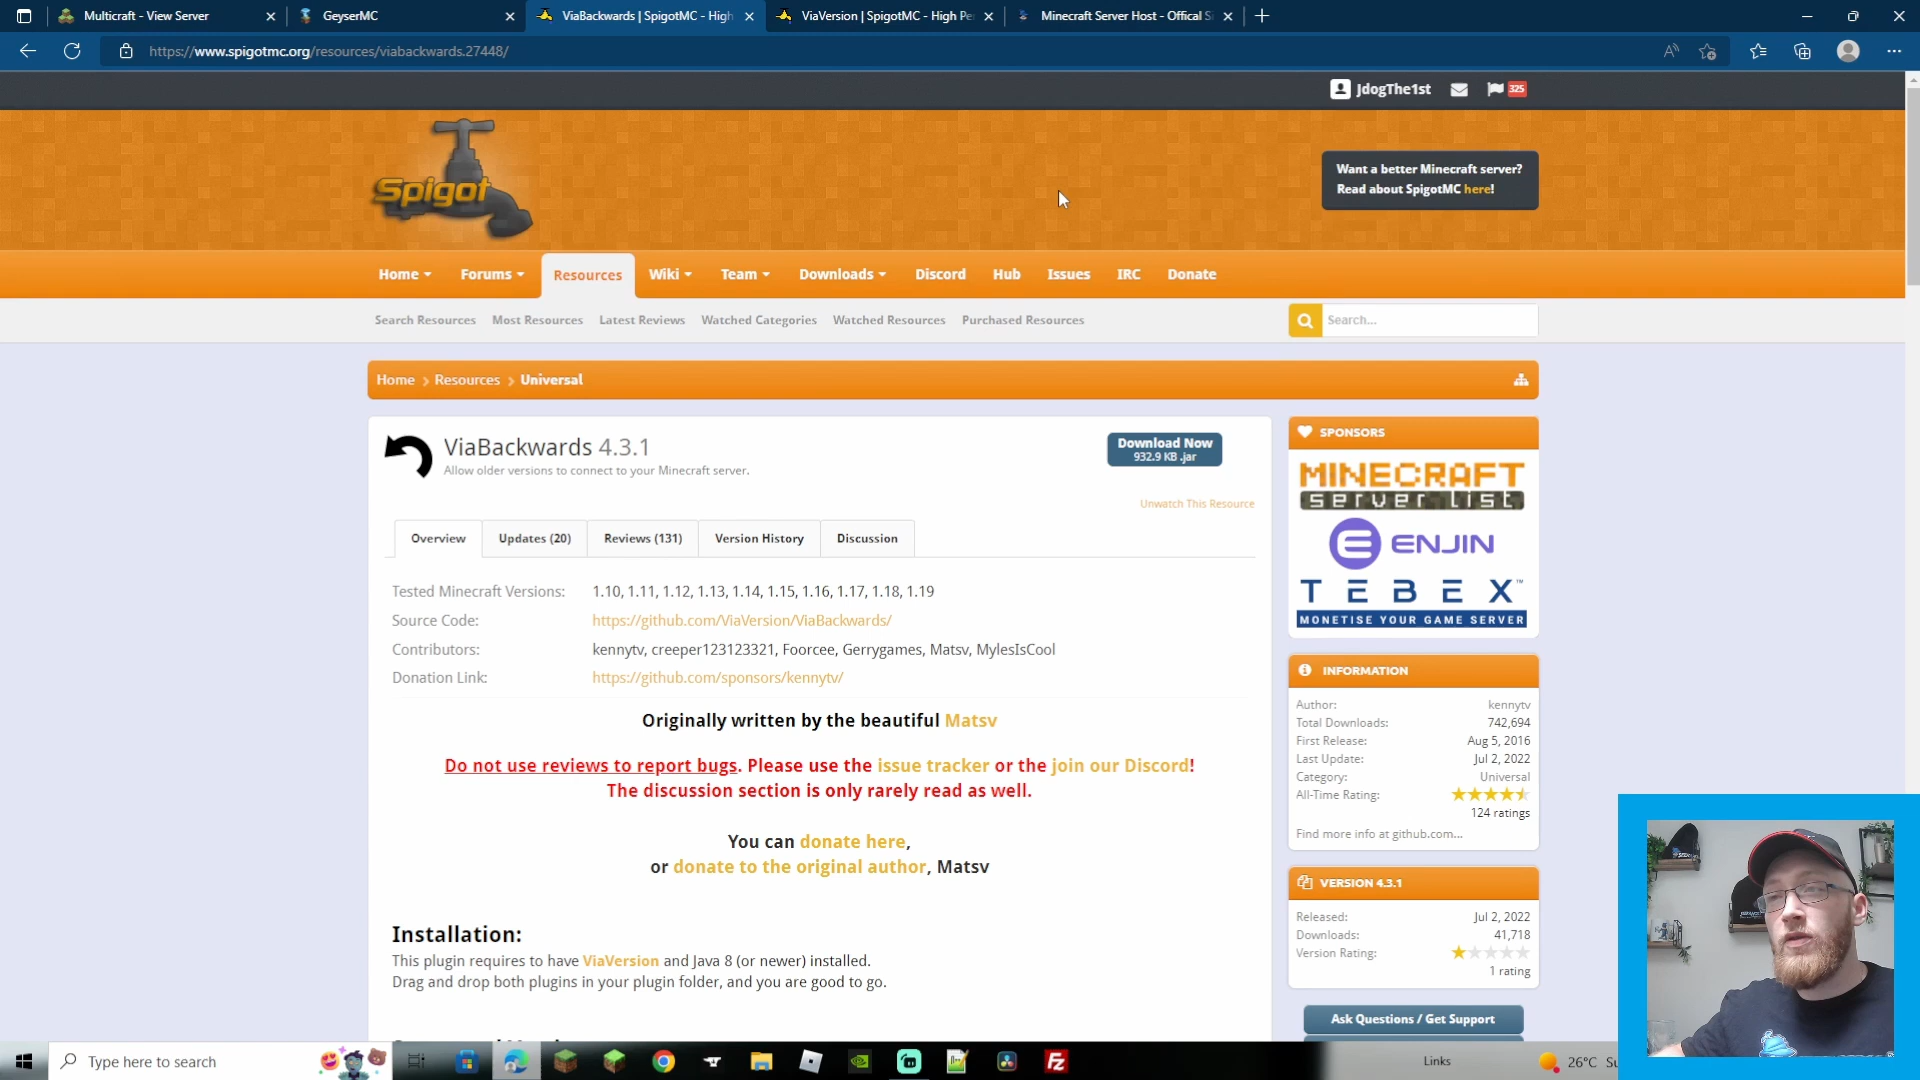 Multicraft - View Server
GeyserMC
ViaBackwards | SpigotMC - High
ViaVersion | SpigotMC - High Pe
Minecraft Server Host - Offical S
https://www.spigotmc.org/resources/viabackwards.27448/
JdogThe1st
325
Spigot
Want a better Minecraft server?
Read about SpigotMC here!
Home Forums Resources Wiki Team Downloads Discord Hub Issues IRC Donate
Search Resources Most Resources Latest Reviews Watched Categories Watched Resources Purchased Resources
Search...
Home Resources Universal
ViaBackwards 4.3.1
Allow older versions to connect to your Minecraft server.
Download Now
932.9 KB .jar
Unwatch This Resource
Overview Updates (20) Reviews (131) Version History Discussion
Tested Minecraft Versions: 1.10, 1.11, 1.12, 1.13, 1.14, 1.15, 1.16, 1.17, 1.18, 1.19
Source Code: https://github.com/ViaVersion/ViaBackwards/
Contributors: kennytv, creeper123123321, Foorcee, Gerrygames, Matsv, MylesIsCool
Donation Link: https://github.com/sponsors/kennytv/
Originally written by the beautiful Matsv
Do not use reviews to report bugs. Please use the issue tracker or the join our Discord!
The discussion section is only rarely read as well.
You can donate here,
or donate to the original author, Matsv
Installation:
This plugin requires to have ViaVersion and Java 8 (or newer) installed.
Drag and drop both plugins in your plugin folder, and you are good to go.
SPONSORS
MINECRAFT
server list
ENJIN
TEBEX™
MONETISE YOUR GAME SERVER
INFORMATION
Author: kennytv
Total Downloads: 742,694
First Release: Aug 5, 2016
Last Update: Jul 2, 2022
Category: Universal
All-Time Rating:
124 ratings
Find more info at github.com...
VERSION 4.3.1
Released: Jul 2, 2022
Downloads: 41,718
Version Rating:
1 rating
Ask Questions / Get Support
Type here to search
Links
26°C Su